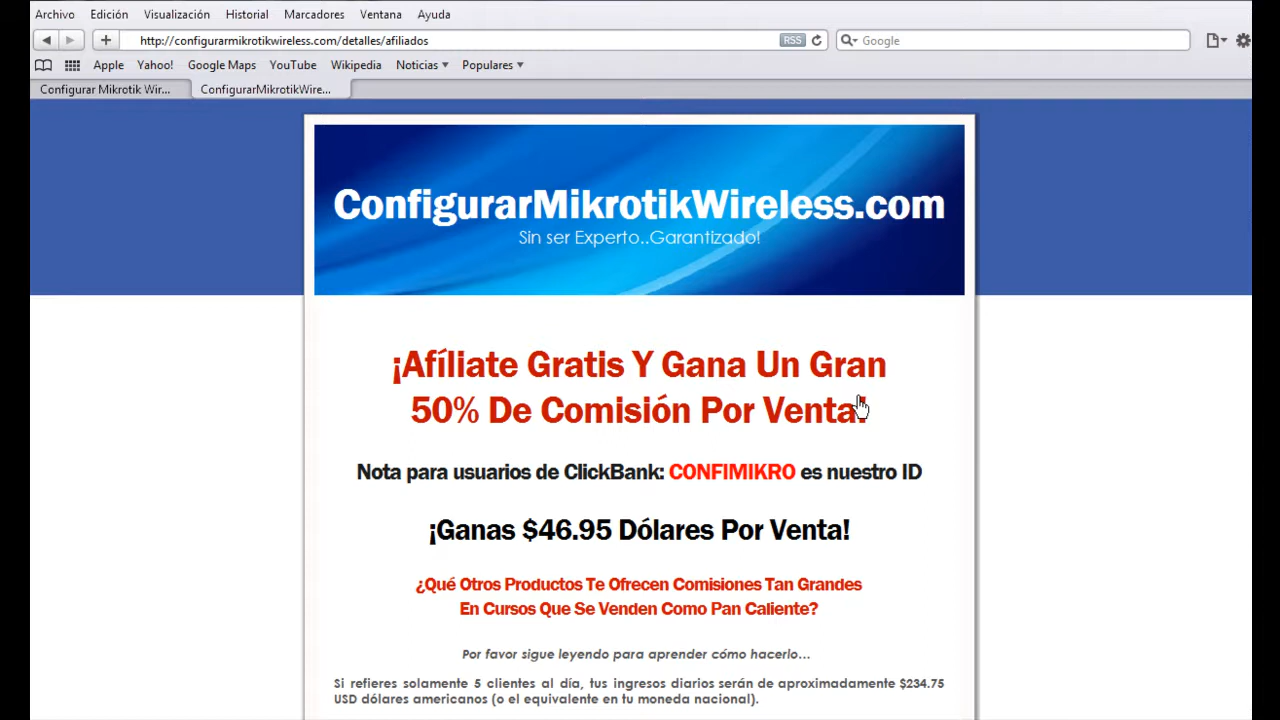 Archivo Edición Visualización Historial Marcadores Ventana Ayuda
http://configurarmikrotikwireless.com/detalles/afiliados RSS Google
Apple Yahoo! Google Maps YouTube Wikipedia Noticias Populares
Configurar Mikrotik Wir... ConfigurarMikrotikWire...
ConfigurarMikrotikWireless.com
Sin ser Experto..Garantizado!
¡Afíliate Gratis Y Gana Un Gran
50% De Comisión Por Venta!
Nota para usuarios de ClickBank: CONFIMIKRO es nuestro ID
¡Ganas $46.95 Dólares Por Venta!
¿Qué Otros Productos Te Ofrecen Comisiones Tan Grandes
En Cursos Que Se Venden Como Pan Caliente?
Por favor sigue leyendo para aprender cómo hacerlo...
Si refieres solamente 5 clientes al día, tus ingresos diarios serán de aproximadamente $234.75
USD dólares americanos (o el equivalente en tu moneda nacional).